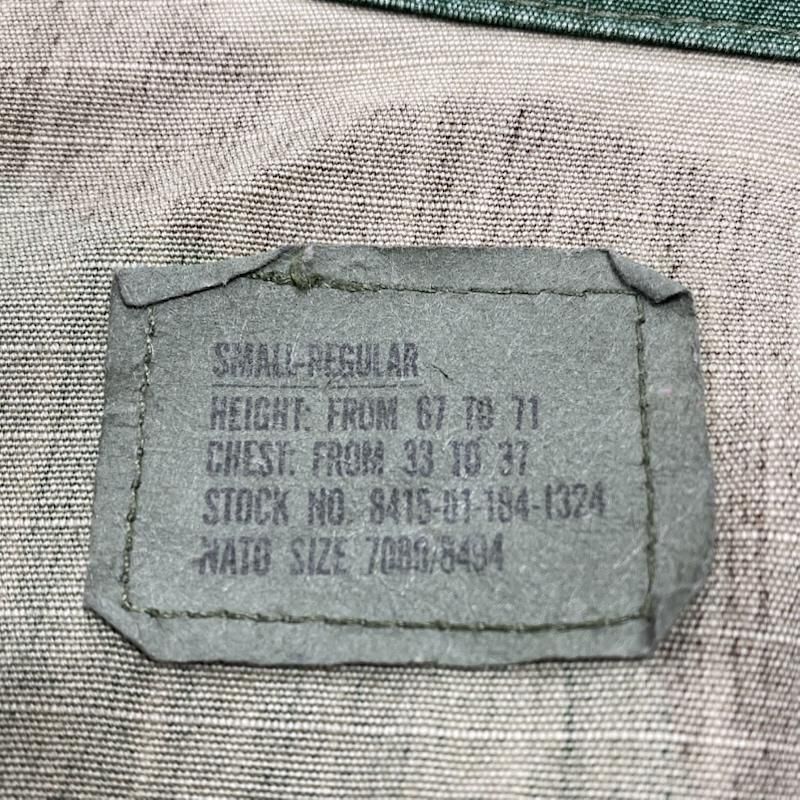 SMALL-REGULAR
HEIGHT: FROM 67 TO 71
CHEST: FROM 33 TO 37
STOCK NO. 8415-01-184-1324
NATO SIZE 7080/8494